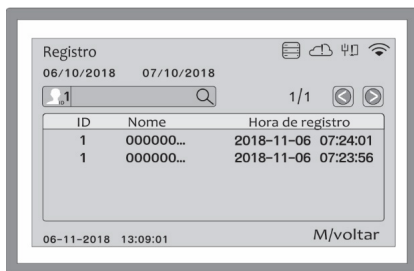 Registro
06/10/2018 07/10/2018
1 1/1
ID Nome Hora de registro
1 000000... 2018-11-06 07:24:01
1 000000... 2018-11-06 07:23:56
06-11-2018 13:09:01 M/voltar